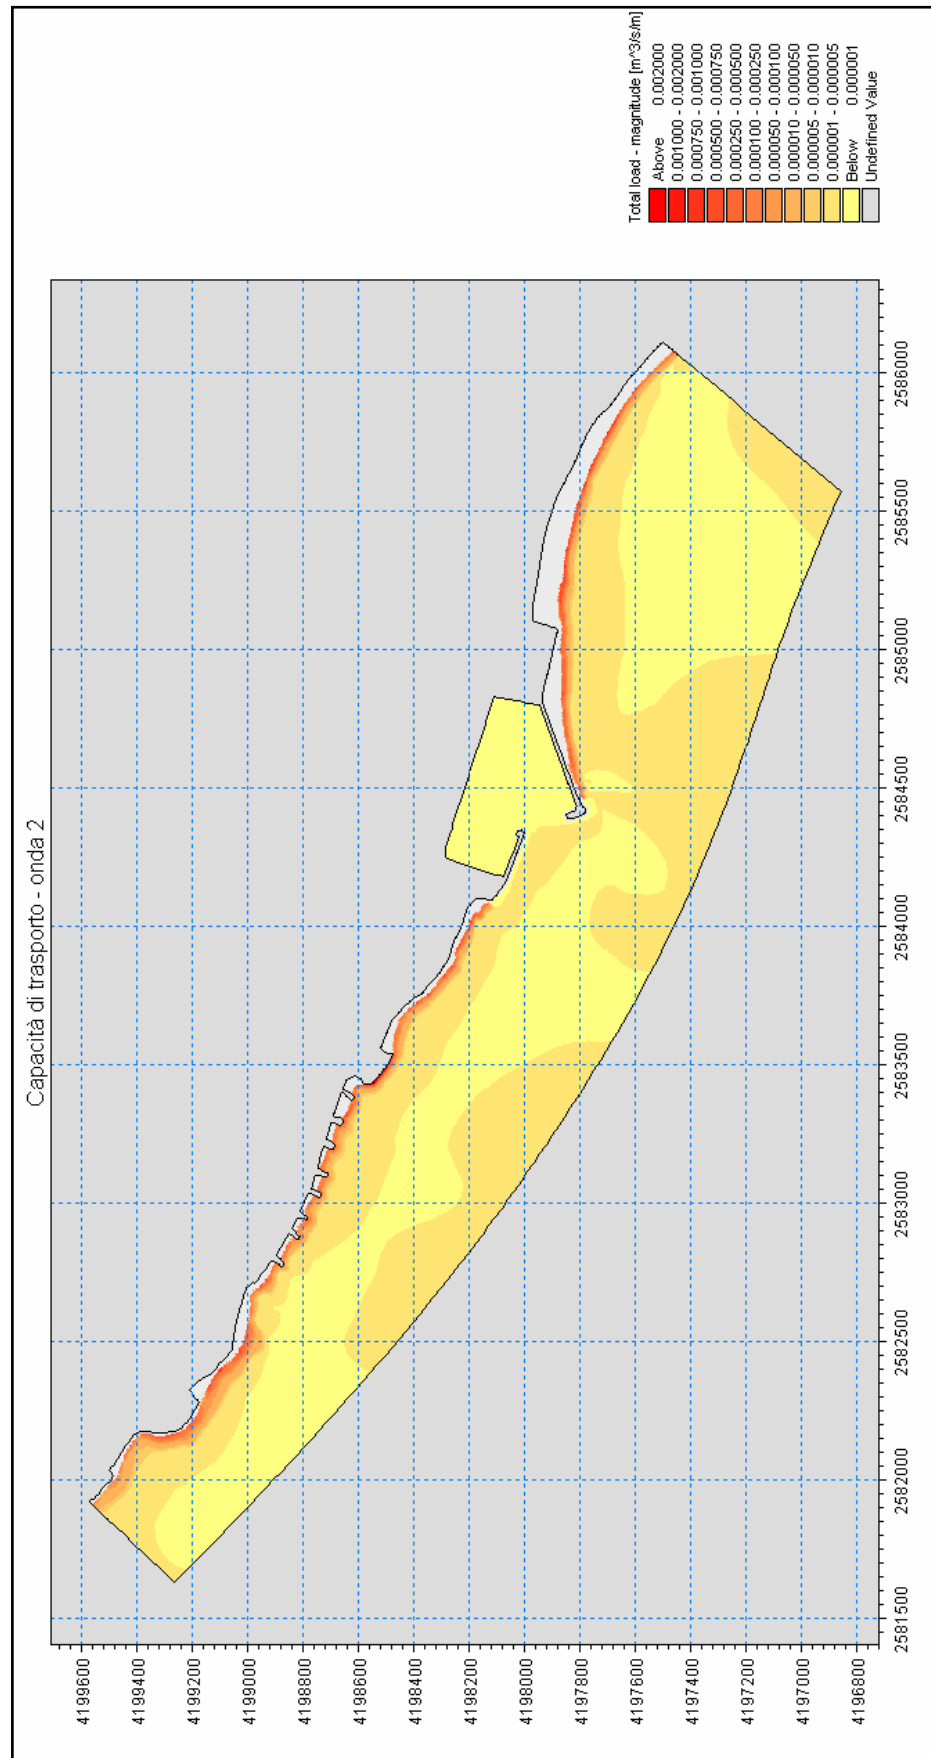 Capacità di trasporto - onda 2
4199600
4199400
4199200
4199000
4198800
4198600
4198400
4198200
4198000
4197800
4197600
4197400
4197200
4197000
4196800
2581500
2582000
2582500
2583000
2583500
2584000
2584500
2585000
2585500
2586000
Total load - magnitude [m^3/s/m]
Above 0.002000
0.001000 - 0.002000
0.000750 - 0.001000
0.000500 - 0.000750
0.000250 - 0.000500
0.000100 - 0.000250
0.000050 - 0.000100
0.000010 - 0.000050
0.000005 - 0.000010
0.000001 - 0.000005
Below 0.000001
Undefined Value